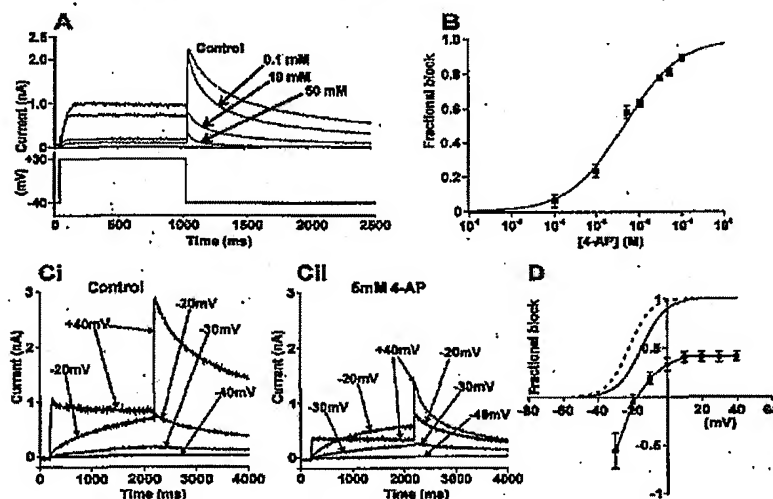 A
2.5
2.0
1.0
0.0
Current (nA)
Control
0.1 mM
10 mM
50 mM
+30
-40
(mV)
0 500 1000 1500 2000 2500
Time (ms)
B
Fractional block
1.0
0.8
0.6
0.4
0.2
0
[4-AP] (M)
Ci
Control
3
2
1
0
Current (nA)
-20mV
+40mV
-30mV
-20mV
-40mV
0 1000 2000 3000 4000
Time (ms)
Cii
5mM 4-AP
3
2
1
0
Current (nA)
+40mV
-20mV
-20mV
-30mV
-30mV
-40mV
0 1000 2000 3000 4000
Time (ms)
D
Fractional block
1
0.5
-80 -60 -40 -20 20 40 60
(mV)
-0.5
-1